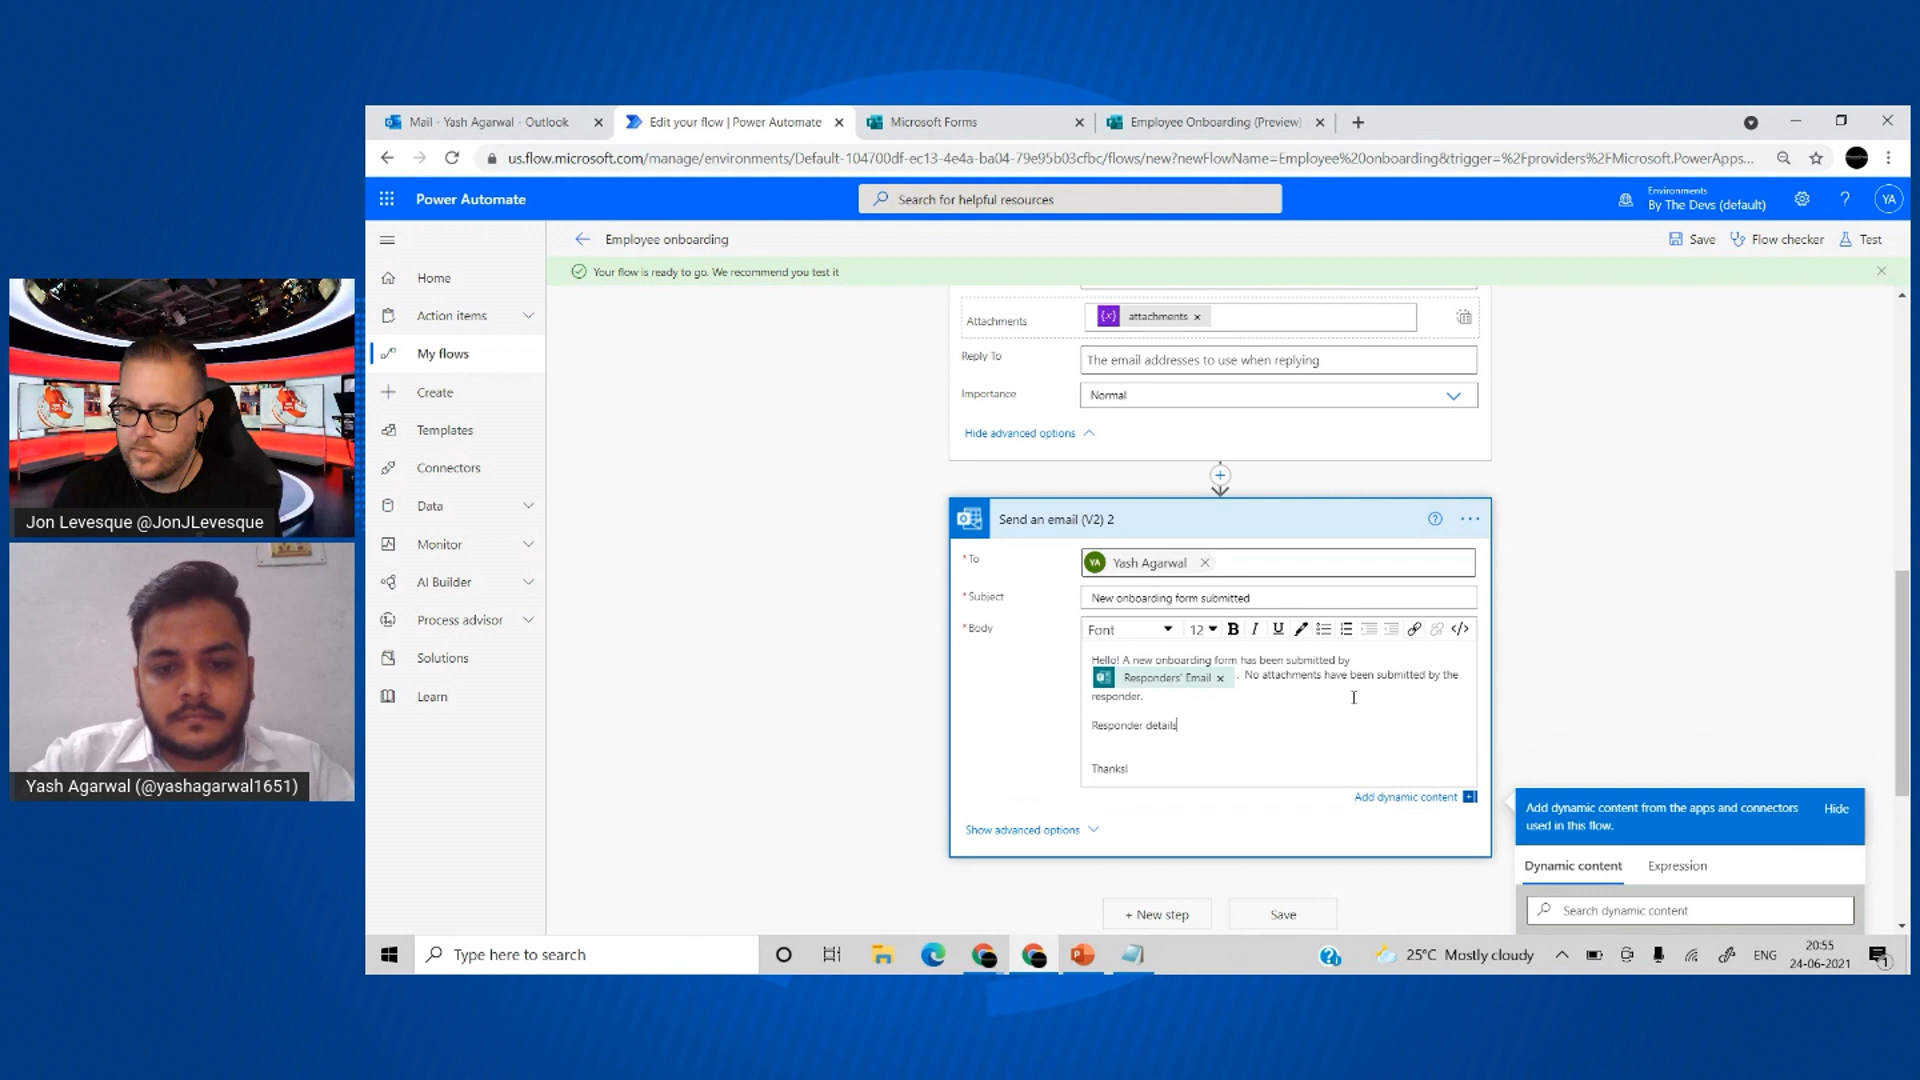 Mail - Yash Agarwal - Outlook
Edit your flow | Power Automate
Microsoft Forms
Employee Onboarding (Preview)
us.flow.microsoft.com/manage/environments/Default-104700df-ec13-4e4a-ba04-79e95b03cfbc/flows/new?newFlowName=Employee%20onboarding&trigger=%2Fproviders%2FMicrosoft.PowerApps...
Power Automate
Search for helpful resources
Environments
By The Devs (default)
YA
Employee onboarding
Save
Flow checker
Test
Your flow is ready to go. We recommend you test it
Home
Action items
My flows
Create
Templates
Connectors
Data
Monitor
AI Builder
Process advisor
Solutions
Learn
Attachments
{x} attachments
Reply To
The email addresses to use when replying
Importance
Normal
Hide advanced options
Send an email (V2) 2
* To
YA Yash Agarwal
* Subject
New onboarding form submitted
* Body
Font 12 B I U </>
Hello! A new onboarding form has been submitted by
Responders' Email . No attachments have been submitted by the
responder.
Responder details
Thanks!
Add dynamic content
Show advanced options
+ New step
Save
Add dynamic content from the apps and connectors
used in this flow.
Hide
Dynamic content
Expression
Search dynamic content
Jon Levesque @JonJLevesque
Yash Agarwal (@yashagarwal1651)
Type here to search
25°C Mostly cloudy
ENG
20:55
24-06-2021
1